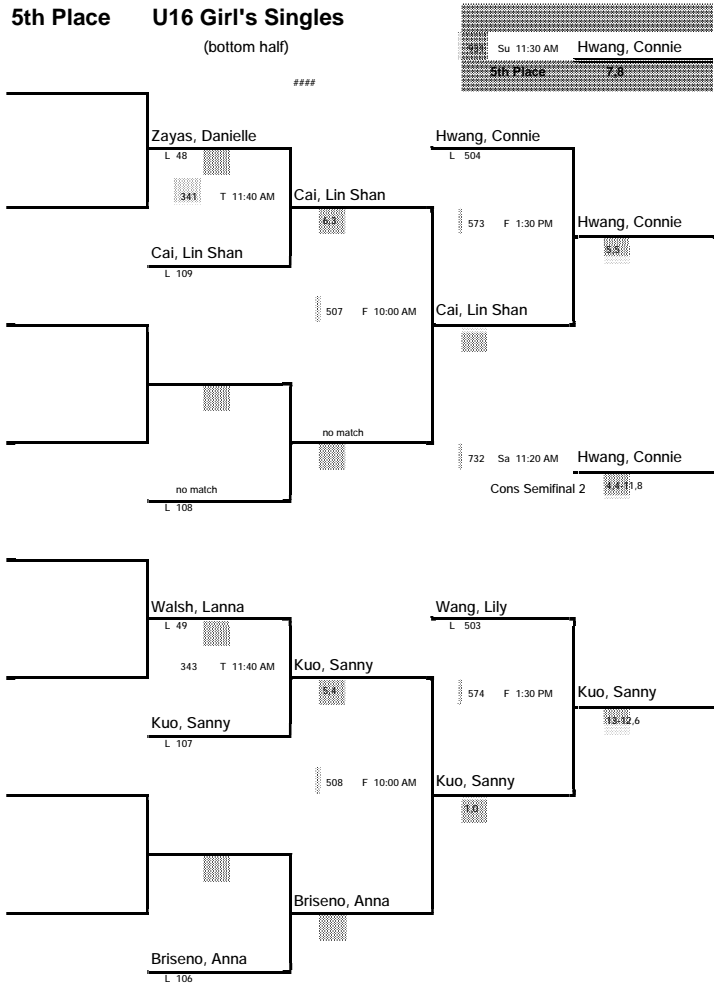 5th Place U16 Girl's Singles
(bottom half)
931 Su 11:30 AM Hwang, Connie
5th Place 7,8
####
Zayas, Danielle Hwang, Connie
L 48 L 504
341 T 11:40 AM Cai, Lin Shan
6,3 573 F 1:30 PM Hwang, Connie
5,5
Cai, Lin Shan
L 109
507 F 10:00 AM Cai, Lin Shan
no match
732 Sa 11:20 AM Hwang, Connie
Cons Semifinal 2 4,4-11,8
no match
L 108
Walsh, Lanna Wang, Lily
L 49 L 503
343 T 11:40 AM Kuo, Sanny
5,4 574 F 1:30 PM Kuo, Sanny
13-12,6
Kuo, Sanny
L 107
508 F 10:00 AM Kuo, Sanny
1,0
Briseno, Anna
Briseno, Anna
L 106